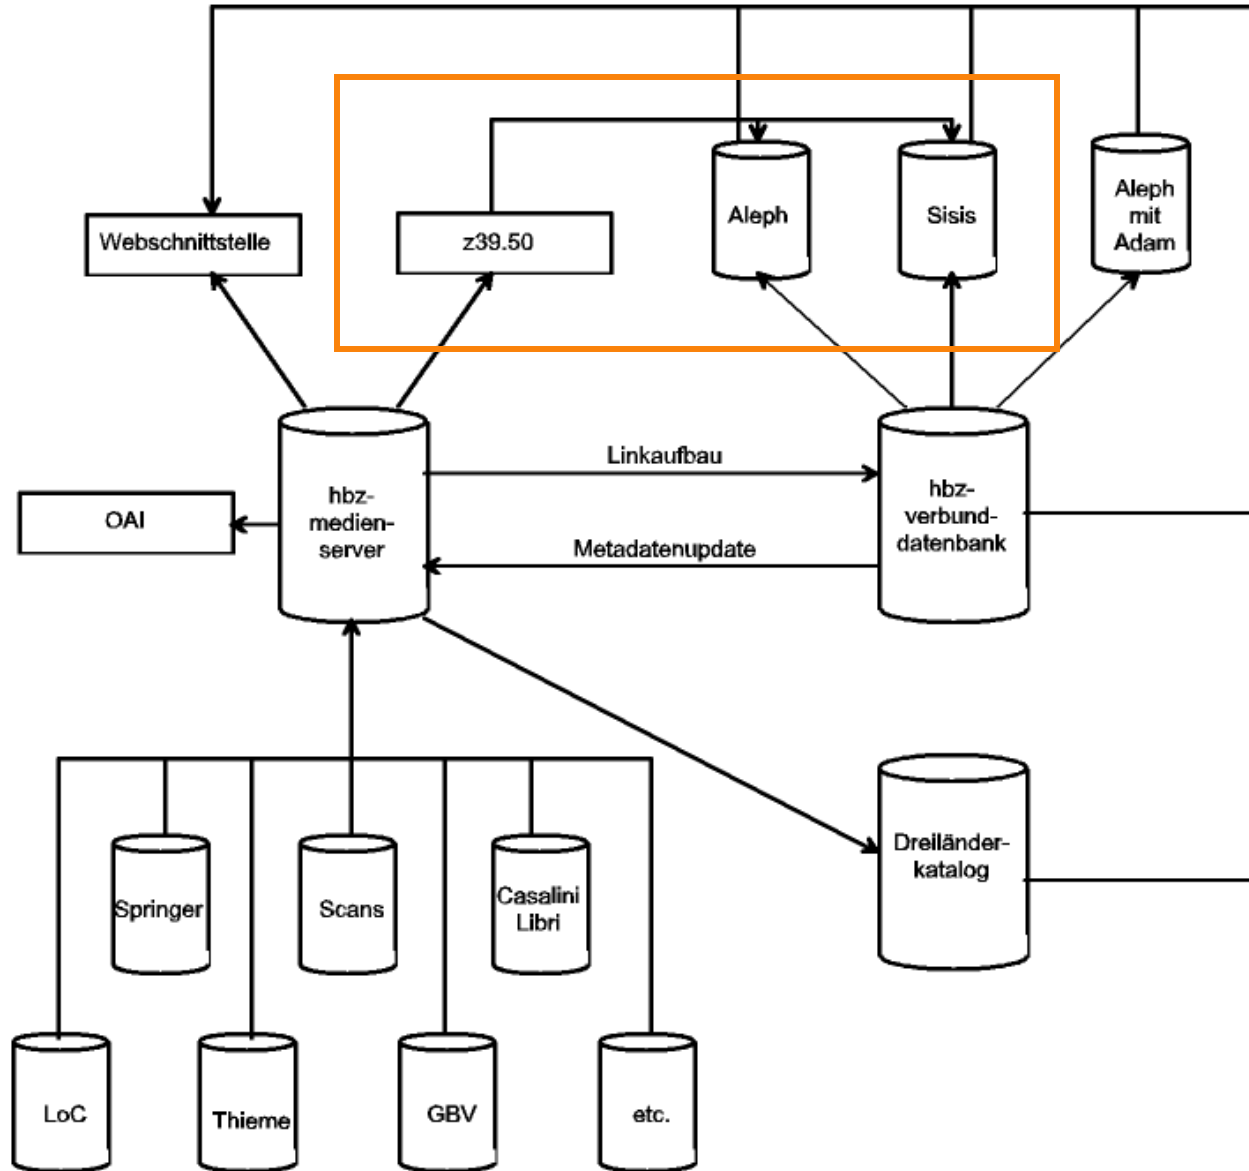 Webschnittstelle
z39.50
Aleph
Sisis
Aleph
mit
Adam
Linkaufbau
hbz-
medien-
server
hbz-
verbund-
datenbank
OAI
Metadatenupdate
Dreiländer-
katalog
Springer
Scans
Casalini
Libri
LoC
Thieme
GBV
etc.